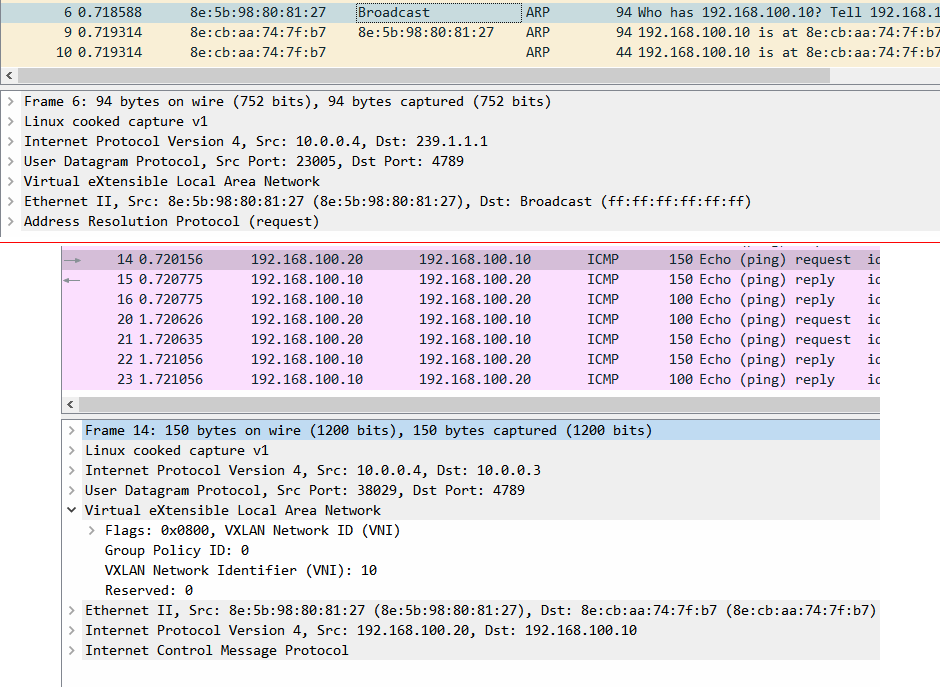 6 0.718588 8e:5b:98:80:81:27 Broadcast ARP 94 Who has 192.168.100.10? Tell 192.168.1
9 0.719314 8e:cb:aa:74:7f:b7 8e:5b:98:80:81:27 ARP 94 192.168.100.10 is at 8e:cb:aa:74:7f:b7
10 0.719314 8e:cb:aa:74:7f:b7 ARP 44 192.168.100.10 is at 8e:cb:aa:74:7f:b7
Frame 6: 94 bytes on wire (752 bits), 94 bytes captured (752 bits)
Linux cooked capture v1
Internet Protocol Version 4, Src: 10.0.0.4, Dst: 239.1.1.1
User Datagram Protocol, Src Port: 23005, Dst Port: 4789
Virtual eXtensible Local Area Network
Ethernet II, Src: 8e:5b:98:80:81:27 (8e:5b:98:80:81:27), Dst: Broadcast (ff:ff:ff:ff:ff:ff)
Address Resolution Protocol (request)
14 0.720156 192.168.100.20 192.168.100.10 ICMP 150 Echo (ping) request id
15 0.720775 192.168.100.10 192.168.100.20 ICMP 150 Echo (ping) reply id
16 0.720775 192.168.100.10 192.168.100.20 ICMP 100 Echo (ping) reply id
20 1.720626 192.168.100.20 192.168.100.10 ICMP 100 Echo (ping) request id
21 1.720635 192.168.100.20 192.168.100.10 ICMP 150 Echo (ping) request id
22 1.721056 192.168.100.10 192.168.100.20 ICMP 150 Echo (ping) reply id
23 1.721056 192.168.100.10 192.168.100.20 ICMP 100 Echo (ping) reply id
Frame 14: 150 bytes on wire (1200 bits), 150 bytes captured (1200 bits)
Linux cooked capture v1
Internet Protocol Version 4, Src: 10.0.0.4, Dst: 10.0.0.3
User Datagram Protocol, Src Port: 38029, Dst Port: 4789
Virtual eXtensible Local Area Network
Flags: 0x0800, VXLAN Network ID (VNI)
Group Policy ID: 0
VXLAN Network Identifier (VNI): 10
Reserved: 0
Ethernet II, Src: 8e:5b:98:80:81:27 (8e:5b:98:80:81:27), Dst: 8e:cb:aa:74:7f:b7 (8e:cb:aa:74:7f:b7)
Internet Protocol Version 4, Src: 192.168.100.20, Dst: 192.168.100.10
Internet Control Message Protocol